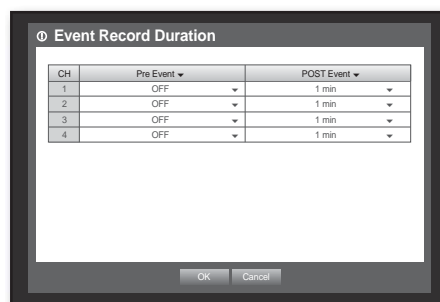 Event Record Duration
CH Pre Event POST Event
1 OFF 1 min
2 OFF 1 min
3 OFF 1 min
4 OFF 1 min
OK Cancel